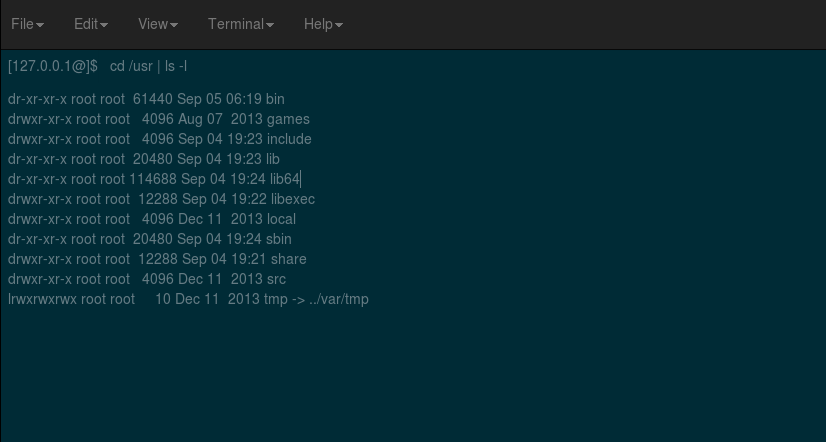 File Edit View Terminal Help
[127.0.0.1@]$ cd /usr | ls -l
dr-xr-xr-x root root 61440 Sep 05 06:19 bin
drwxr-xr-x root root 4096 Aug 07 2013 games
drwxr-xr-x root root 4096 Sep 04 19:23 include
dr-xr-xr-x root root 20480 Sep 04 19:23 lib
dr-xr-xr-x root root 114688 Sep 04 19:24 lib64
drwxr-xr-x root root 12288 Sep 04 19:22 libexec
drwxr-xr-x root root 4096 Dec 11 2013 local
dr-xr-xr-x root root 20480 Sep 04 19:24 sbin
drwxr-xr-x root root 12288 Sep 04 19:21 share
drwxr-xr-x root root 4096 Dec 11 2013 src
lrwxrwxrwx root root 10 Dec 11 2013 tmp -> ../var/tmp